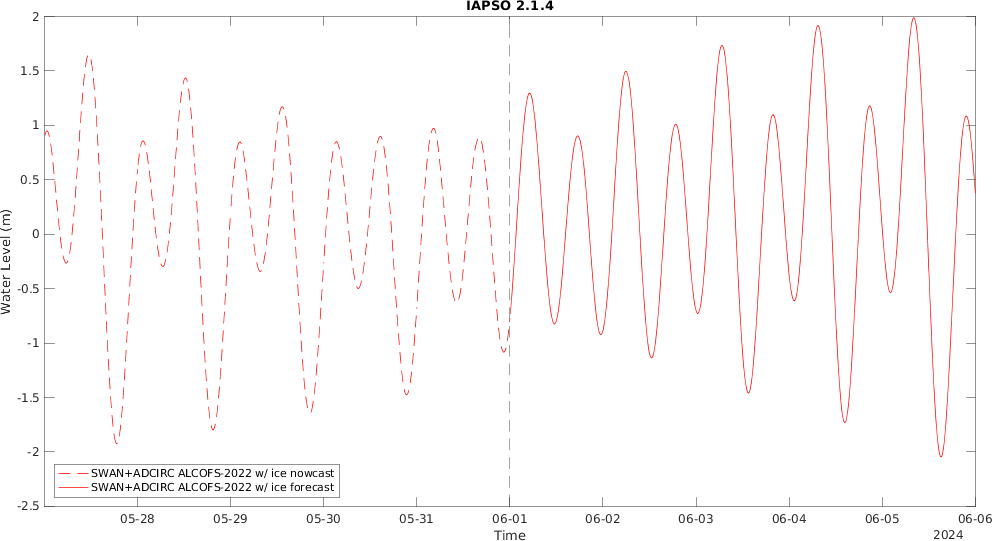 IAPSO 2.1.4
2
1.5
1
0.5
0
-0.5
-1
-1.5
-2
-2.5
Water Level (m)
SWAN+ADCIRC ALCOFS-2022 w/ ice nowcast
SWAN+ADCIRC ALCOFS-2022 w/ ice forecast
05-28 05-29 05-30 05-31 06-01 06-02 06-03 06-04 06-05 06-06
Time
2024